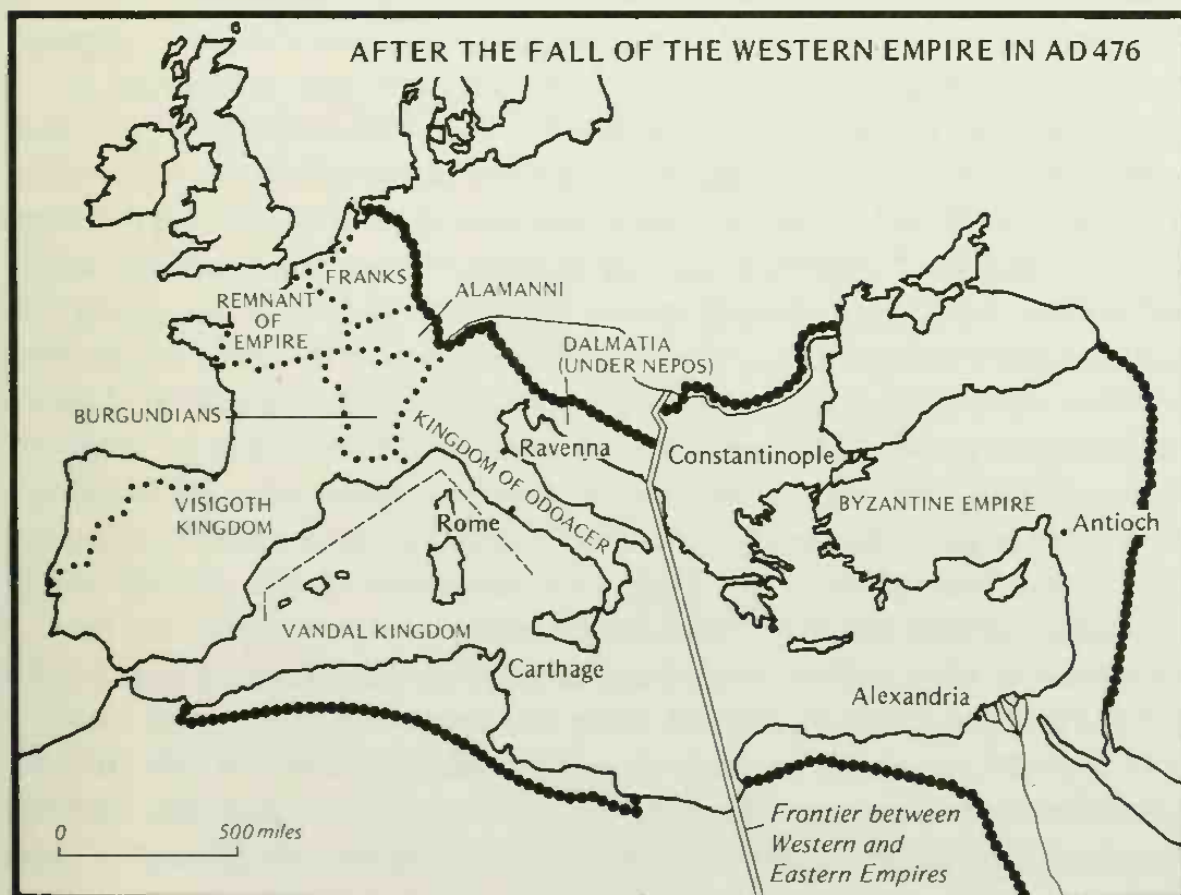 AFTER THE FALL OF THE WESTERN EMPIRE IN AD 476
FRANKS
ALAMANNI
REMNANT
OF
EMPIRE
DALMATIA
(UNDER NEPOS)
BURGUNDIANS
KINGDOM OF ODOACER
Ravenna
Constantinople
VISIGOTH
KINGDOM
Rome
BYZANTINE EMPIRE
Antioch
VANDAL KINGDOM
Carthage
Alexandria
0 500 miles
Frontier between
Western and
Eastern Empires